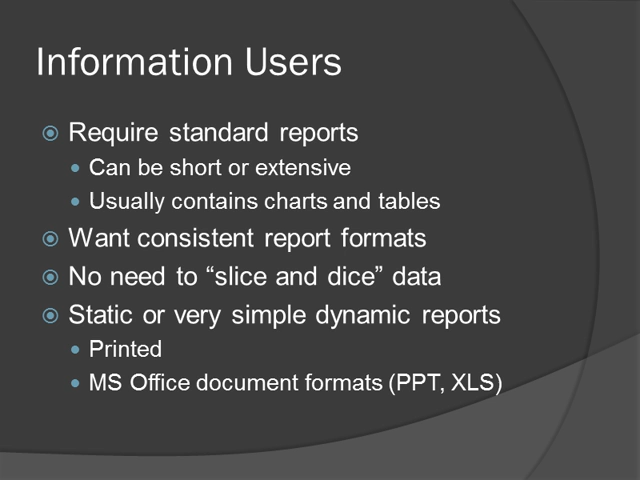 Information Users
Require standard reports
Can be short or extensive
Usually contains charts and tables
Want consistent report formats
No need to “slice and dice” data
Static or very simple dynamic reports
Printed
MS Office document formats (PPT, XLS)